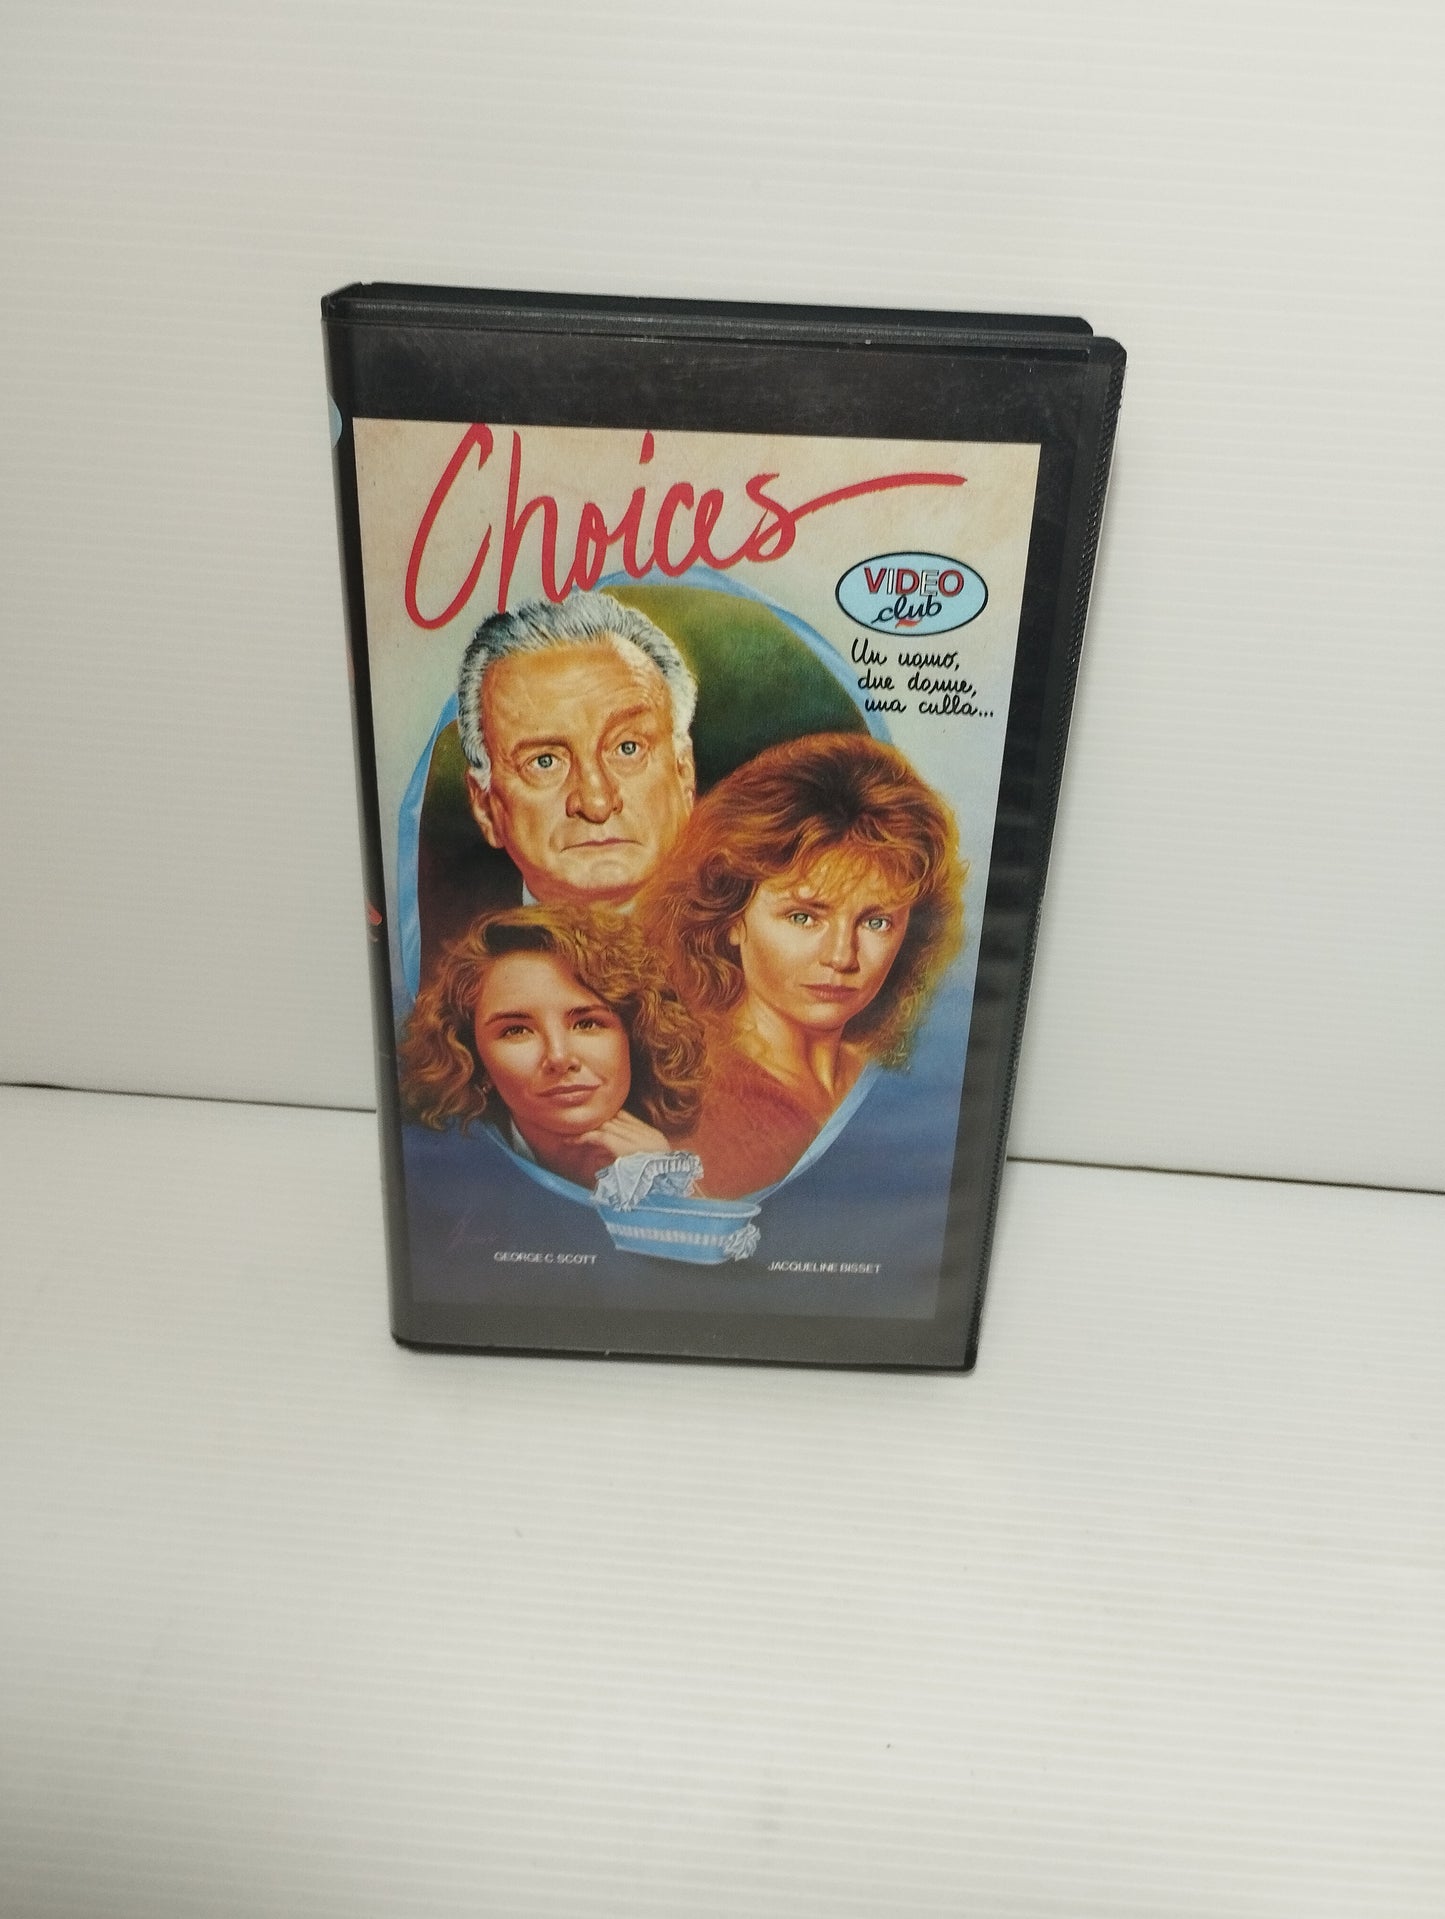 Choices
VIDEO
club
Un uomo,
due donne,
una culla...
GEORGE C. SCOTT
JACQUELINE BISSET